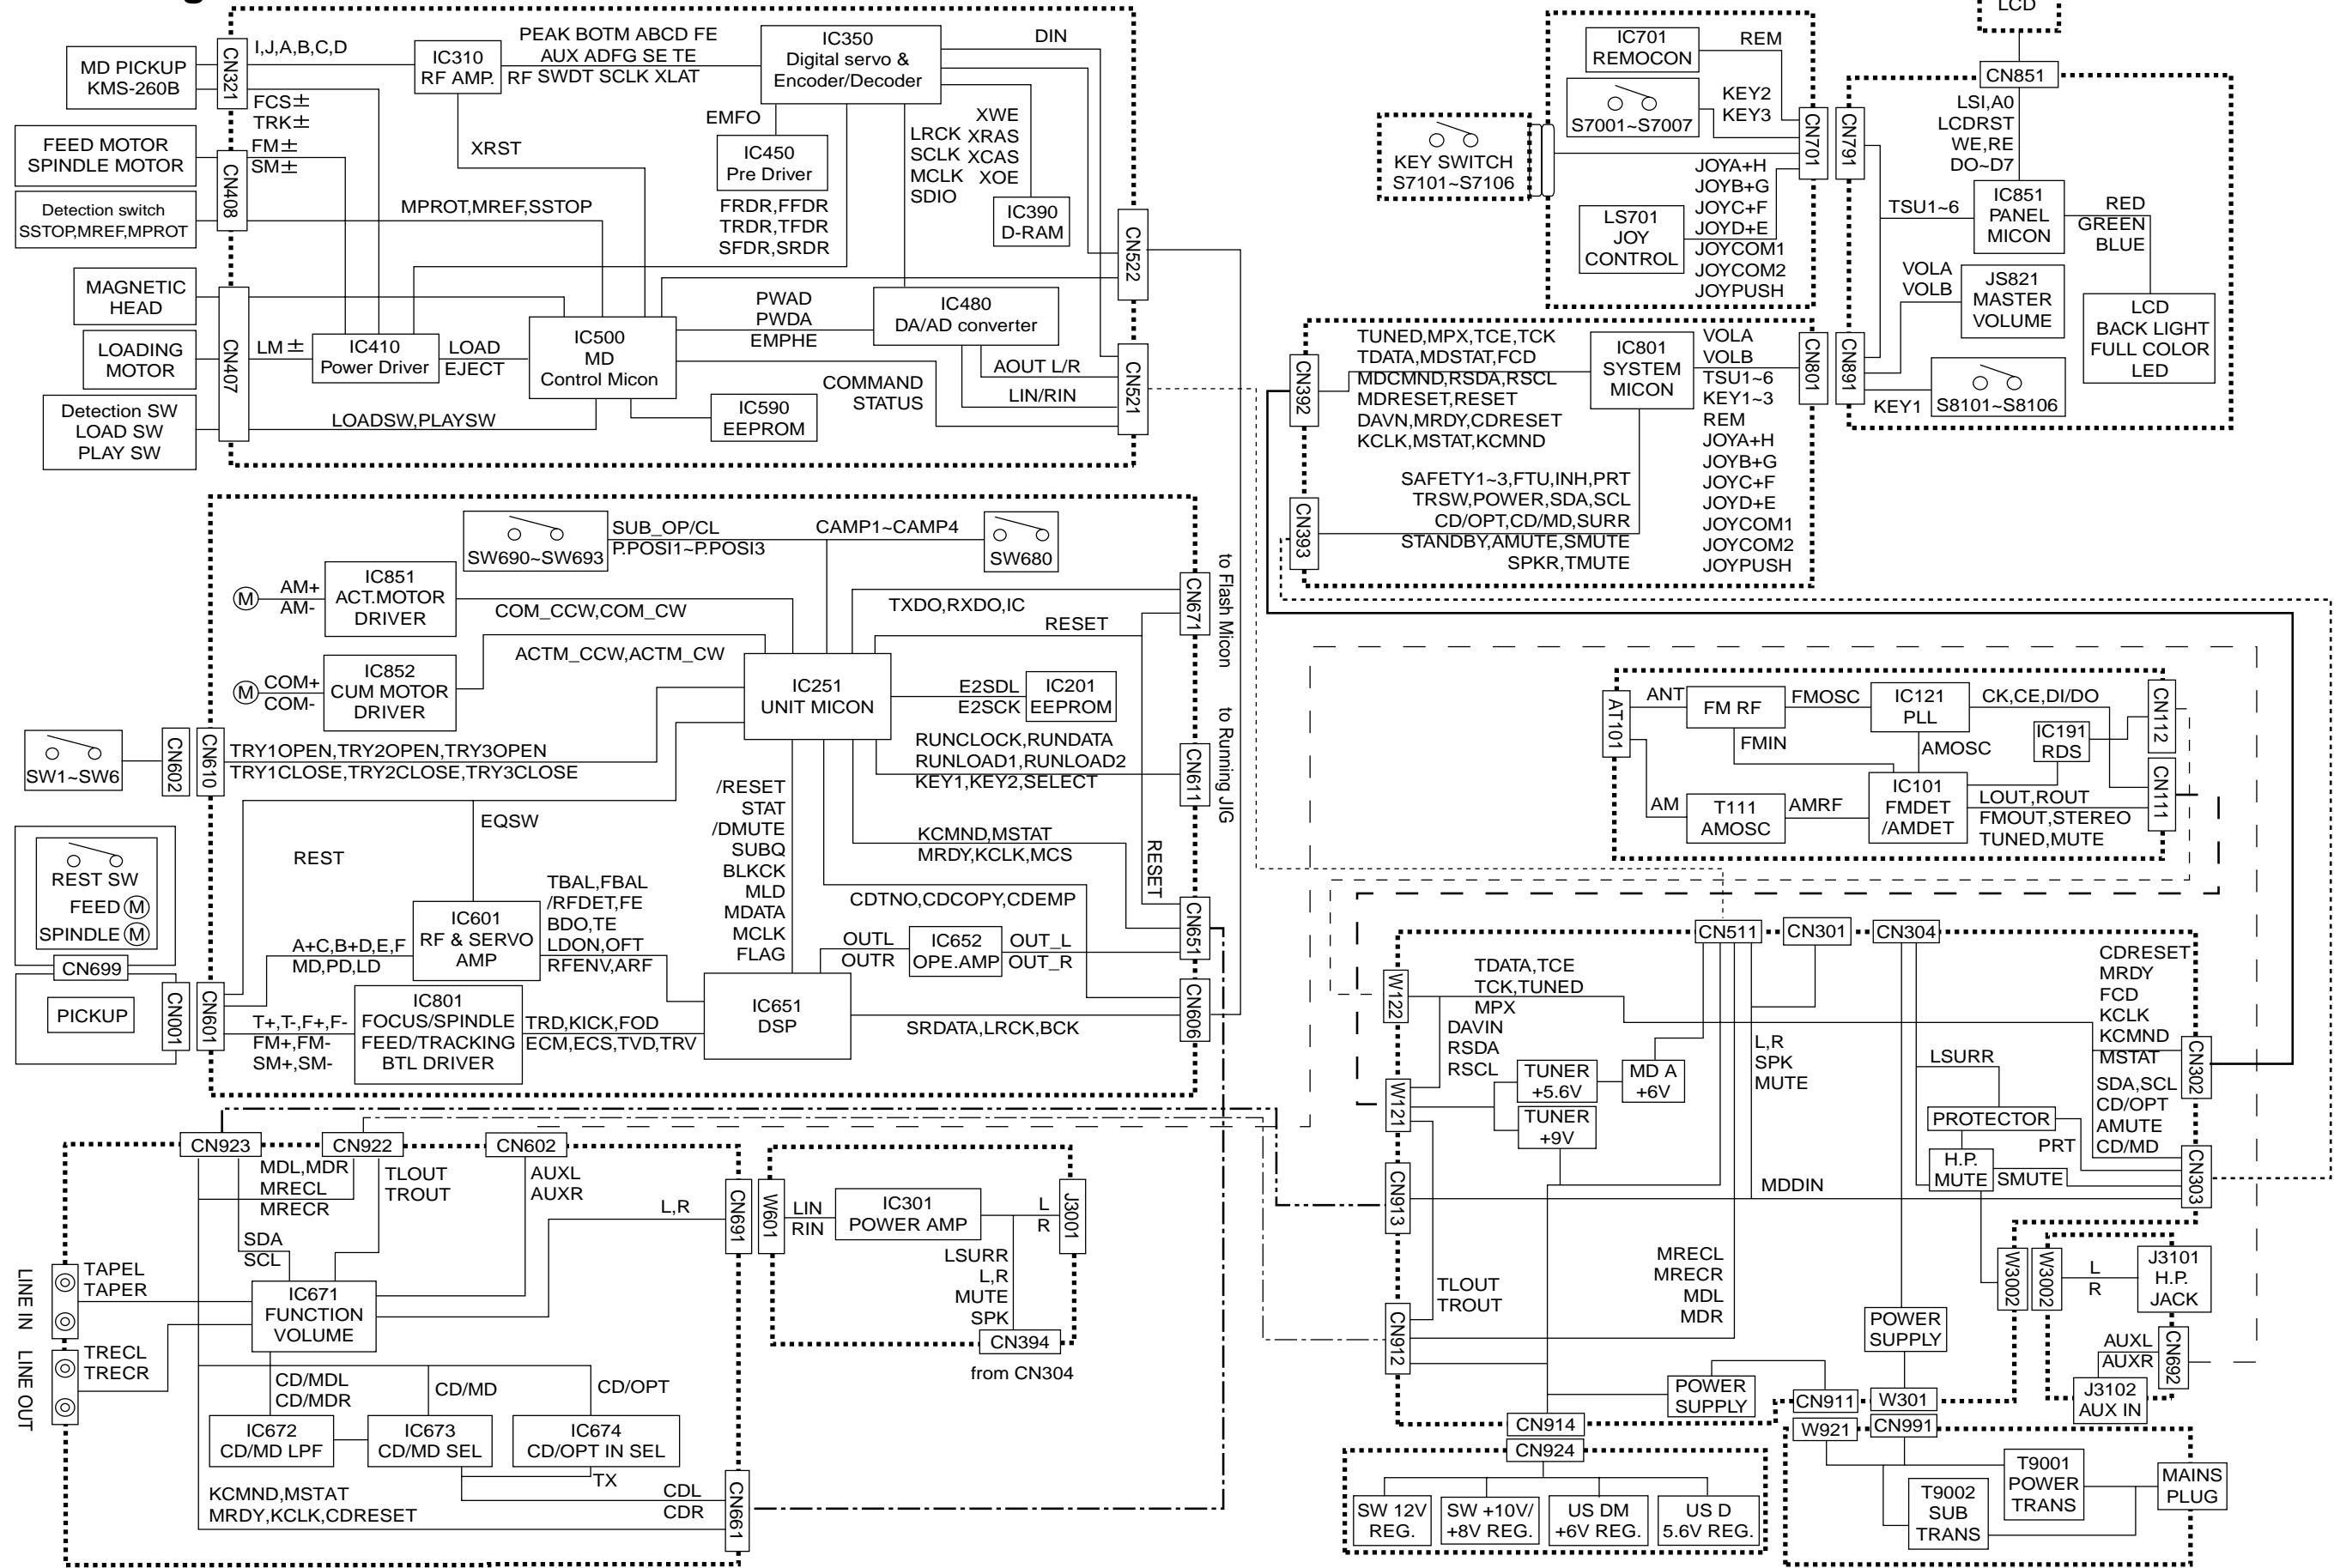 MD PICKUP
KMS-260B
CN321
I,J,A,B,C,D
IC310
RF AMP.
PEAK BOTM ABCD FE
AUX ADFG SE TE
RF SWDT SCLK XLAT
IC350
Digital servo &
Encoder/Decoder
DIN
FCS±
TRK±
FEED MOTOR
SPINDLE MOTOR
FM±
SM±
CN408
XRST
EMFO
IC450
Pre Driver
LRCK
SCLK
MCLK
SDIO
XWE
XRAS
XCAS
XOE
IC390
D-RAM
Detection switch
SSTOP,MREF,MPROT
MPROT,MREF,SSTOP
FRDR,FFDR
TRDR,TFDR
SFDR,SRDR
CN522
MAGNETIC
HEAD
LOADING
MOTOR
CN407
LM ±
IC410
Power Driver
LOAD
EJECT
IC500
MD
Control Micon
PWAD
PWDA
EMPHE
IC480
DA/AD converter
AOUT L/R
LIN/RIN
CN521
COMMAND
STATUS
Detection SW
LOAD SW
PLAY SW
LOADSW,PLAYSW
IC590
EEPROM
LCD
CN851
IC701
REMOCON
REM
S7001~S7007
KEY2
KEY3
CN701
CN791
KEY SWITCH
S7101~S7106
LS701
JOY
CONTROL
JOYA+H
JOYB+G
JOYC+F
JOYD+E
JOYCOM1
JOYCOM2
JOYPUSH
LSI,A0
LCDRST
WE,RE
DO~D7
IC851
PANEL
MICON
TSU1~6
RED
GREEN
BLUE
VOLA
VOLB
JS821
MASTER
VOLUME
LCD
BACK LIGHT
FULL COLOR
LED
CN891
KEY1
S8101~S8106
CN392
TUNED,MPX,TCE,TCK
TDATA,MDSTAT,FCD
MDCMND,RSDA,RSCL
MDRESET,RESET
DAVN,MRDY,CDRESET
KCLK,MSTAT,KCMND
IC801
SYSTEM
MICON
VOLA
VOLB
TSU1~6
KEY1~3
REM
JOYA+H
JOYB+G
JOYC+F
JOYD+E
JOYCOM1
JOYCOM2
JOYPUSH
CN801
CN393
SAFETY1~3,FTU,INH,PRT
TRSW,POWER,SDA,SCL
CD/OPT,CD/MD,SURR
STANDBY,AMUTE,SMUTE
SPKR,TMUTE
SW690~SW693
SUB_OP/CL
P.POSI1~P.POSI3
CAMP1~CAMP4
SW680
M
AM+
AM-
IC851
ACT.MOTOR
DRIVER
COM_CCW,COM_CW
TXDO,RXDO,IC
CN671
to Flash Micon
RESET
M
COM+
COM-
IC852
CUM MOTOR
DRIVER
ACTM_CCW,ACTM_CW
IC251
UNIT MICON
E2SDL
E2SCK
IC201
EEPROM
SW1~SW6
CN602
CN610
TRY1OPEN,TRY2OPEN,TRY3OPEN
TRY1CLOSE,TRY2CLOSE,TRY3CLOSE
RUNCLOCK,RUNDATA
RUNLOAD1,RUNLOAD2
KEY1,KEY2,SELECT
CN611
to Running JIG
EQSW
REST
/RESET
STAT
/DMUTE
SUBQ
BLKCK
MLD
MDATA
MCLK
FLAG
KCMND,MSTAT
MRDY,KCLK,MCS
RESET
REST SW
FEED M
SPINDLE M
CN699
PICKUP
CN001
CN601
A+C,B+D,E,F
MD,PD,LD
IC601
RF & SERVO
AMP
TBAL,FBAL
/RFDET,FE
BDO,TE
LDON,OFT
RFENV,ARF
CDTNO,CDCOPY,CDEMP
OUTL
OUTR
IC652
OPE.AMP
OUT_L
OUT_R
CN651
T+,T-,F+,F-
FM+,FM-
SM+,SM-
IC801
FOCUS/SPINDLE
FEED/TRACKING
BTL DRIVER
TRD,KICK,FOD
ECM,ECS,TVD,TRV
IC651
DSP
SRDATA,LRCK,BCK
CN606
AT101
ANT
FM RF
FMOSC
IC121
PLL
CK,CE,DI/DO
CN112
FMIN
AMOSC
IC191
RDS
AM
T111
AMOSC
AMRF
IC101
FMDET
/AMDET
LOUT,ROUT
FMOUT,STEREO
TUNED,MUTE
CN111
CN511
CN301
CN304
W122
TDATA,TCE
TCK,TUNED
MPX
DAVIN
RSDA
RSCL
W121
TUNER
+5.6V
MD A
+6V
TUNER
+9V
L,R
SPK
MUTE
LSURR
PROTECTOR
PRT
H.P.
MUTE
SMUTE
CDRESET
MRDY
FCD
KCLK
KCMND
MSTAT
SDA,SCL
CD/OPT
AMUTE
CD/MD
CN302
CN303
CN913
MDDIN
TLOUT
TROUT
CN912
MRECL
MRECR
MDL
MDR
POWER
SUPPLY
POWER
SUPPLY
W3002
W3002
L
R
J3101
H.P.
JACK
AUXL
AUXR
CN692
J3102
AUX IN
CN911
W301
CN914
W921
CN991
CN924
SW 12V
REG.
SW +10V/
+8V REG.
US DM
+6V REG.
US D
5.6V REG.
T9002
SUB
TRANS
T9001
POWER
TRANS
MAINS
PLUG
CN923
CN922
CN602
MDL,MDR
MRECL
MRECR
TLOUT
TROUT
AUXL
AUXR
SDA
SCL
L,R
CN691
LINE IN
TAPEL
TAPER
IC671
FUNCTION
VOLUME
LINE OUT
TRECL
TRECR
CD/MDL
CD/MDR
CD/MD
CD/OPT
IC672
CD/MD LPF
IC673
CD/MD SEL
IC674
CD/OPT IN SEL
TX
KCMND,MSTAT
MRDY,KCLK,CDRESET
CDL
CDR
CN661
W601
LIN
RIN
IC301
POWER AMP
L
R
J3001
LSURR
L,R
MUTE
SPK
CN394
from CN304